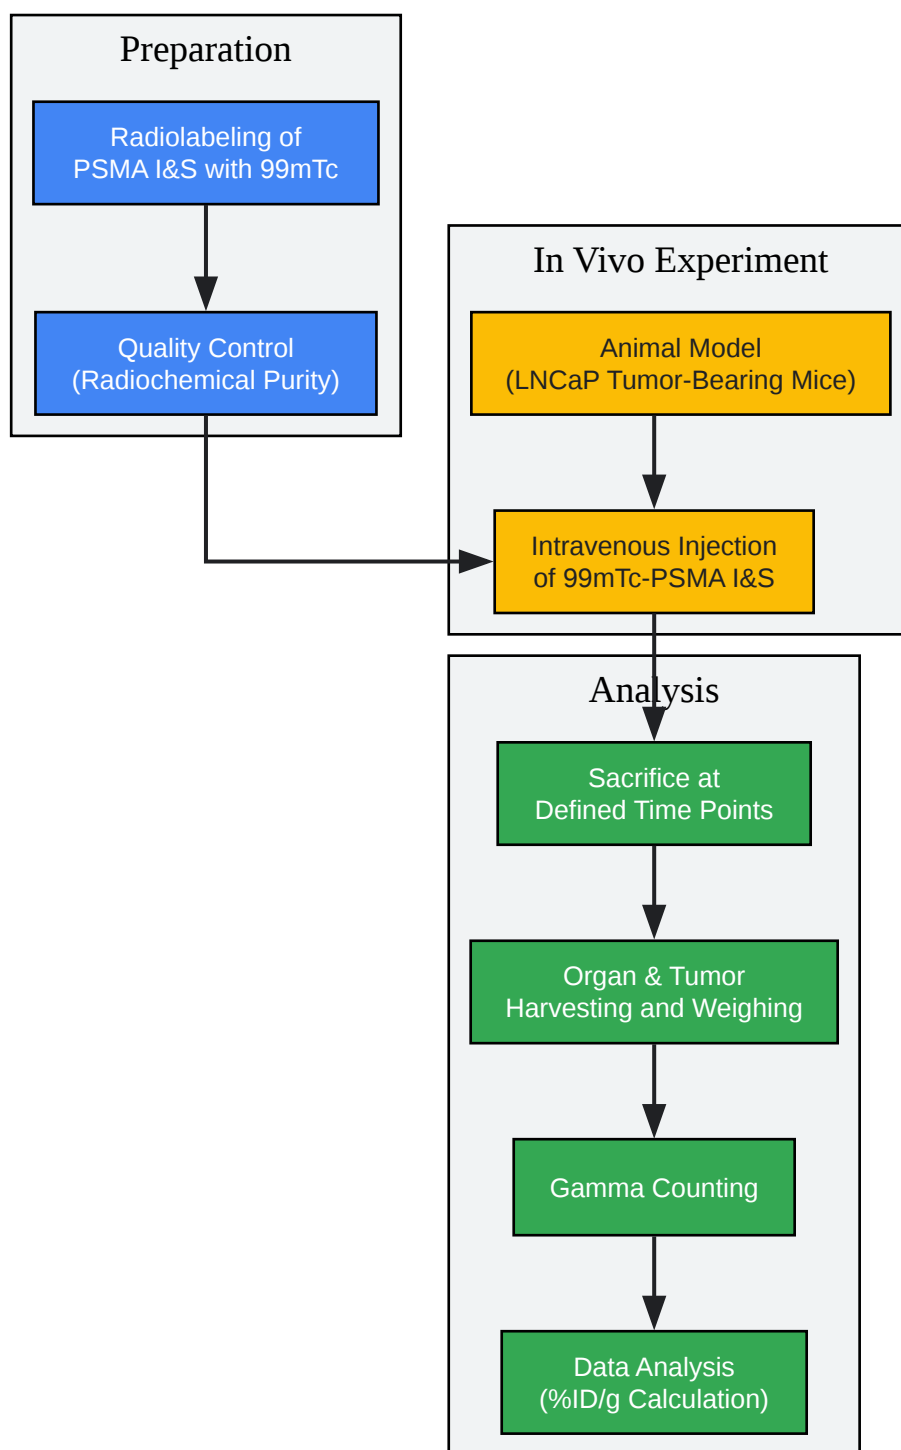 Preparation
Radiolabeling of
PSMA I&S with 99mTc
Quality Control
(Radiochemical Purity)
In Vivo Experiment
Animal Model
(LNCaP Tumor-Bearing Mice)
Intravenous Injection
of 99mTc-PSMA I&S
Analysis
Sacrifice at
Defined Time Points
Organ & Tumor
Harvesting and Weighing
Gamma Counting
Data Analysis
(%ID/g Calculation)